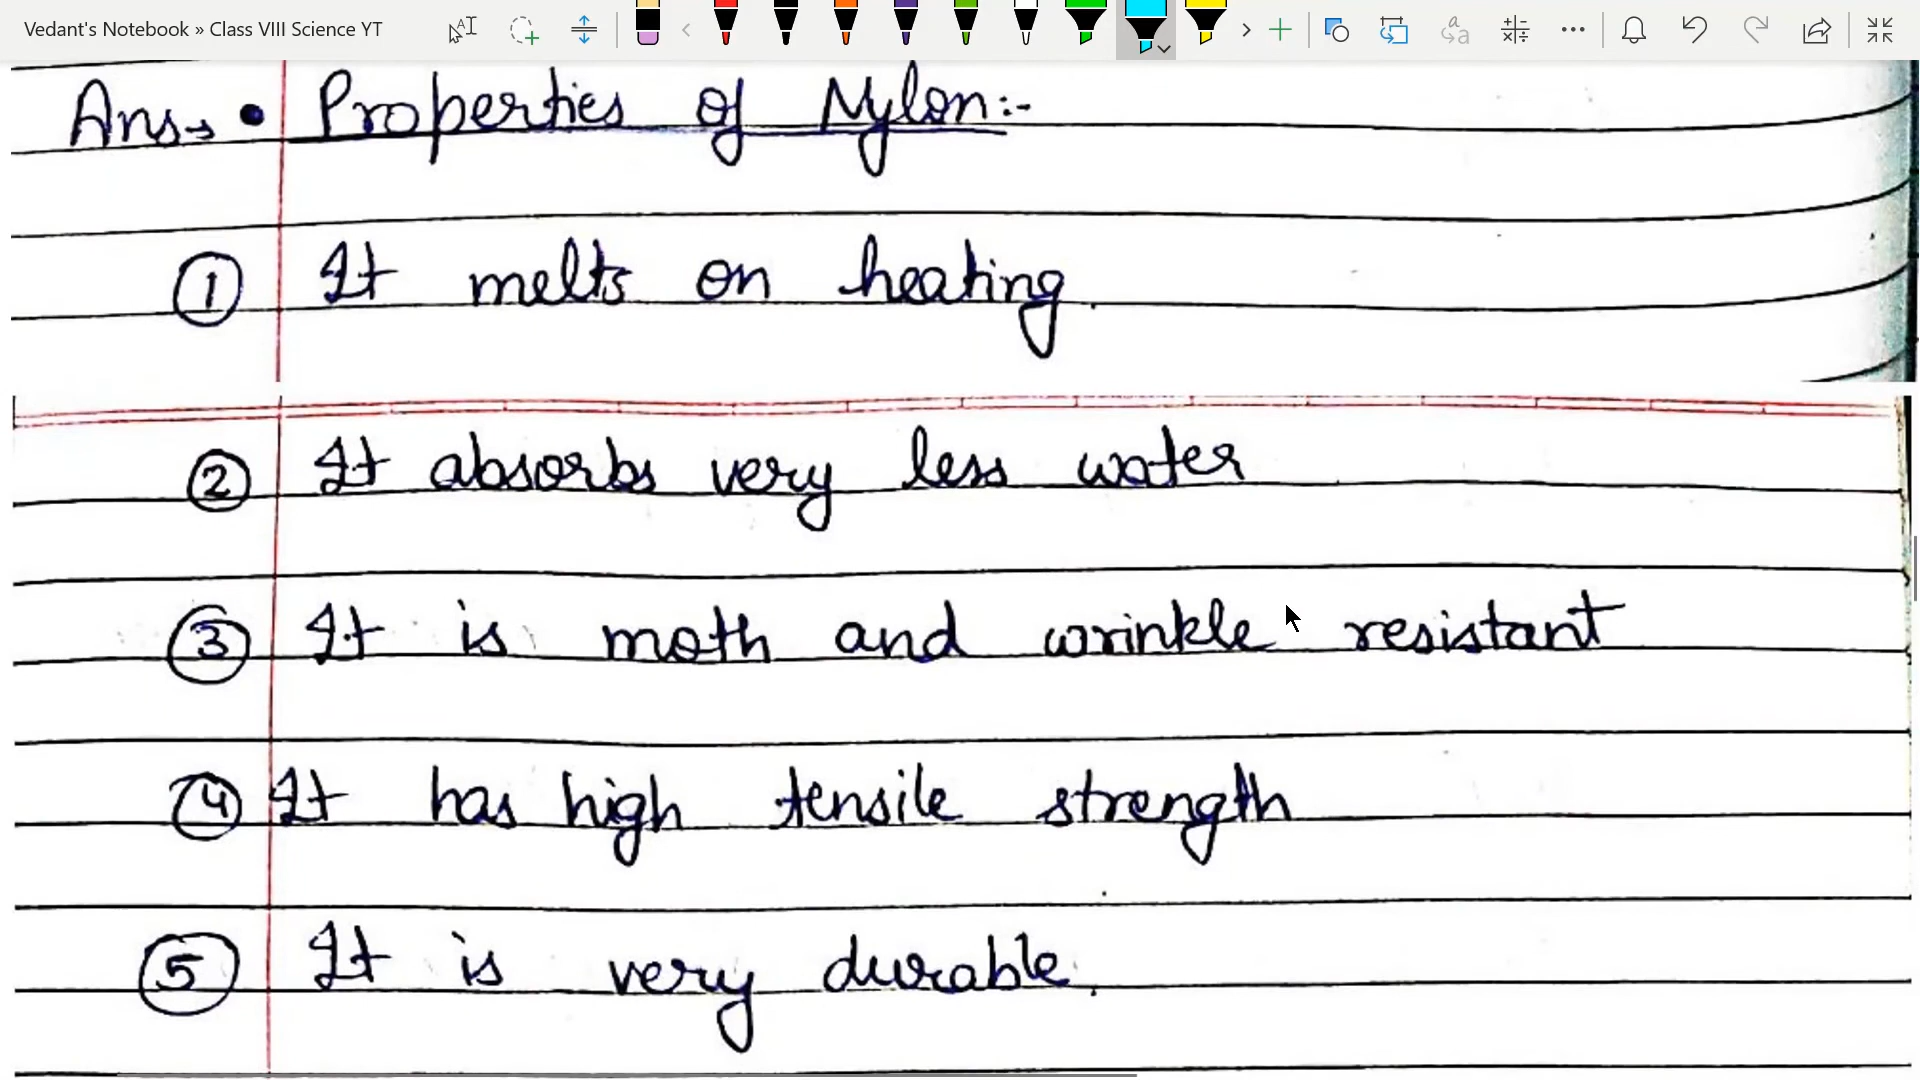 Vedant's Notebook » Class VIII Science YT
Ans→ • Properties of Nylon:-
① It melts on heating.
② It absorbs very less water
③ It is moth and wrinkle resistant
④ It has high tensile strength
⑤ It is very durable.